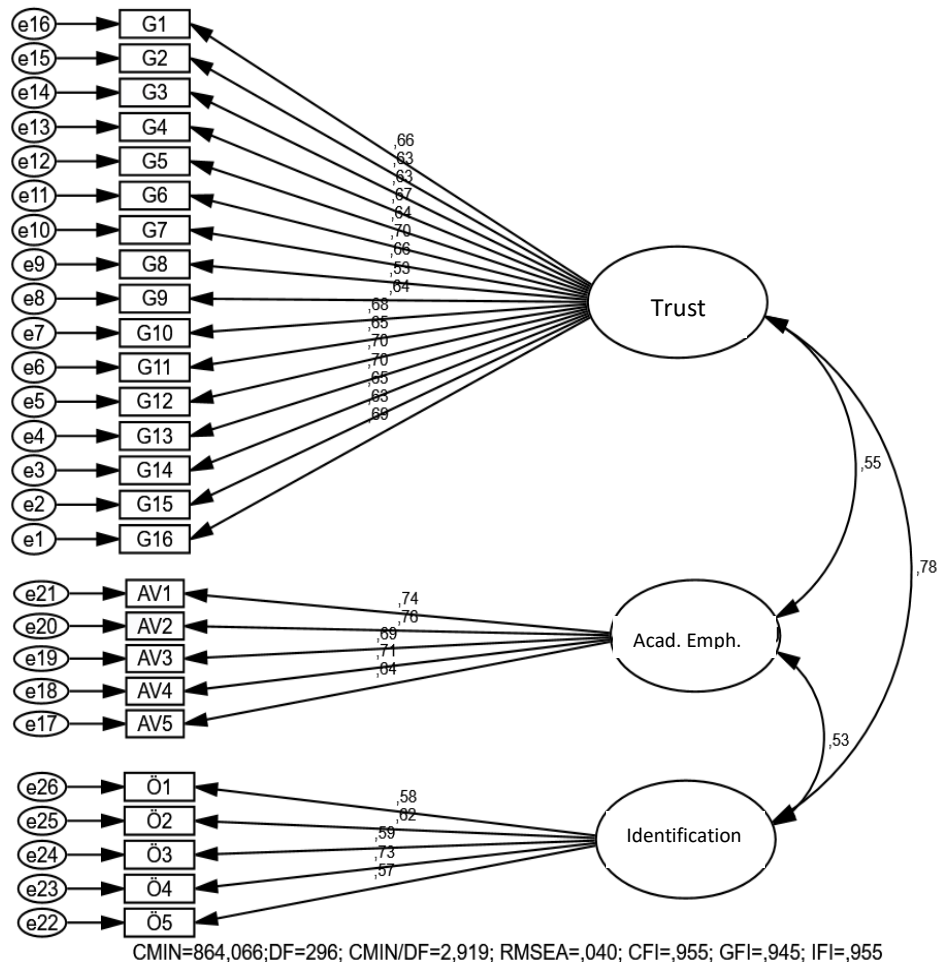 e16 G1
e15 G2
e14 G3
e13 G4
e12 G5
e11 G6
e10 G7
e9 G8
e8 G9
e7 G10
e6 G11
e5 G12
e4 G13
e3 G14
e2 G15
e1 G16
,66
,63
,63
,67
,64
,70
,66
,53
,64
,68
,65
,70
,70
,65
,63
,69
Trust
,55
,78
e21 AV1
e20 AV2
e19 AV3
e18 AV4
e17 AV5
,74
,76
,69
,71
,64
Acad. Emph.
,53
e26 Ö1
e25 Ö2
e24 Ö3
e23 Ö4
e22 Ö5
,58
,62
,59
,73
,57
Identification
CMIN=864,066;DF=296; CMIN/DF=2,919; RMSEA=,040; CFI=,955; GFI=,945; IFI=,955